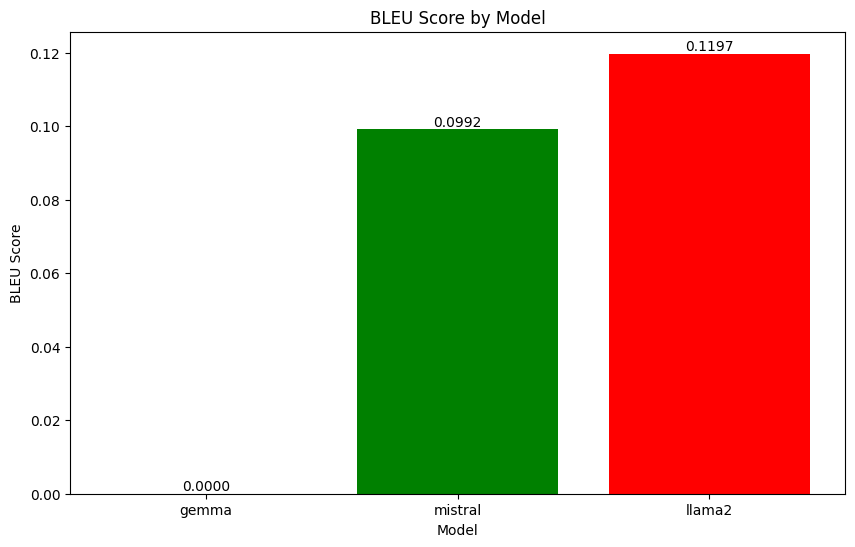 BLEU Score by Model
0.12
0.10
0.08
0.06
0.04
0.02
0.00
BLEU Score
0.0000
0.0992
0.1197
gemma
mistral
llama2
Model